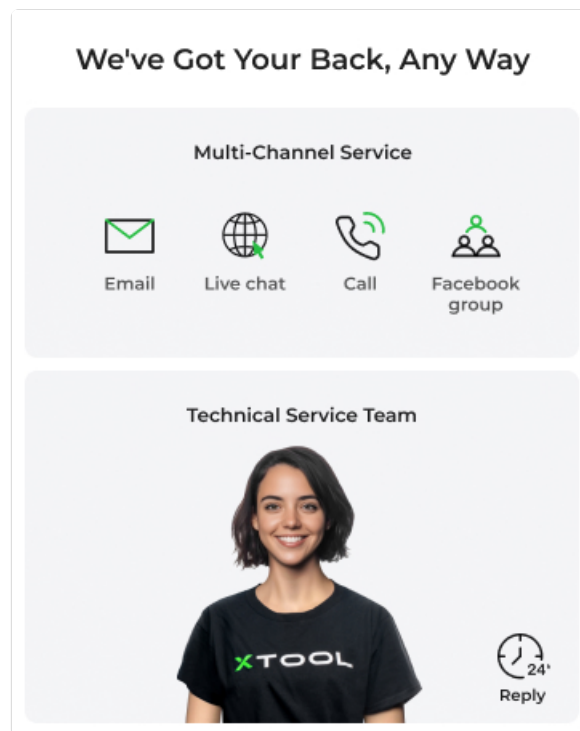 We've Got Your Back, Any Way
Multi-Channel Service
Email Live chat Call Facebook
group
Technical Service Team
XTOOL
24'
Reply